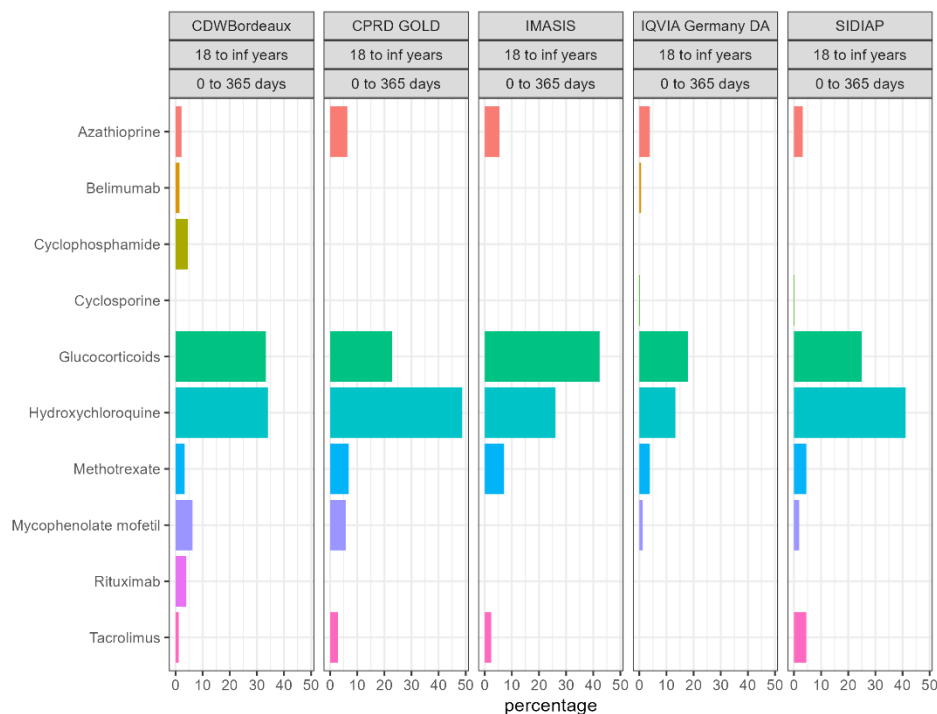 CDWBordeaux CPRD GOLD IMASIS IQVIA Germany DA SIDIAP
18 to inf years 18 to inf years 18 to inf years 18 to inf years 18 to inf years
0 to 365 days 0 to 365 days 0 to 365 days 0 to 365 days 0 to 365 days
Azathioprine
Belimumab
Cyclophosphamide
Cyclosporine
Glucocorticoids
Hydroxychloroquine
Methotrexate
Mycophenolate mofetil
Rituximab
Tacrolimus
0 10 20 30 40 50 0 10 20 30 40 50 0 10 20 30 40 50 0 10 20 30 40 50 0 10 20 30 40 50
percentage